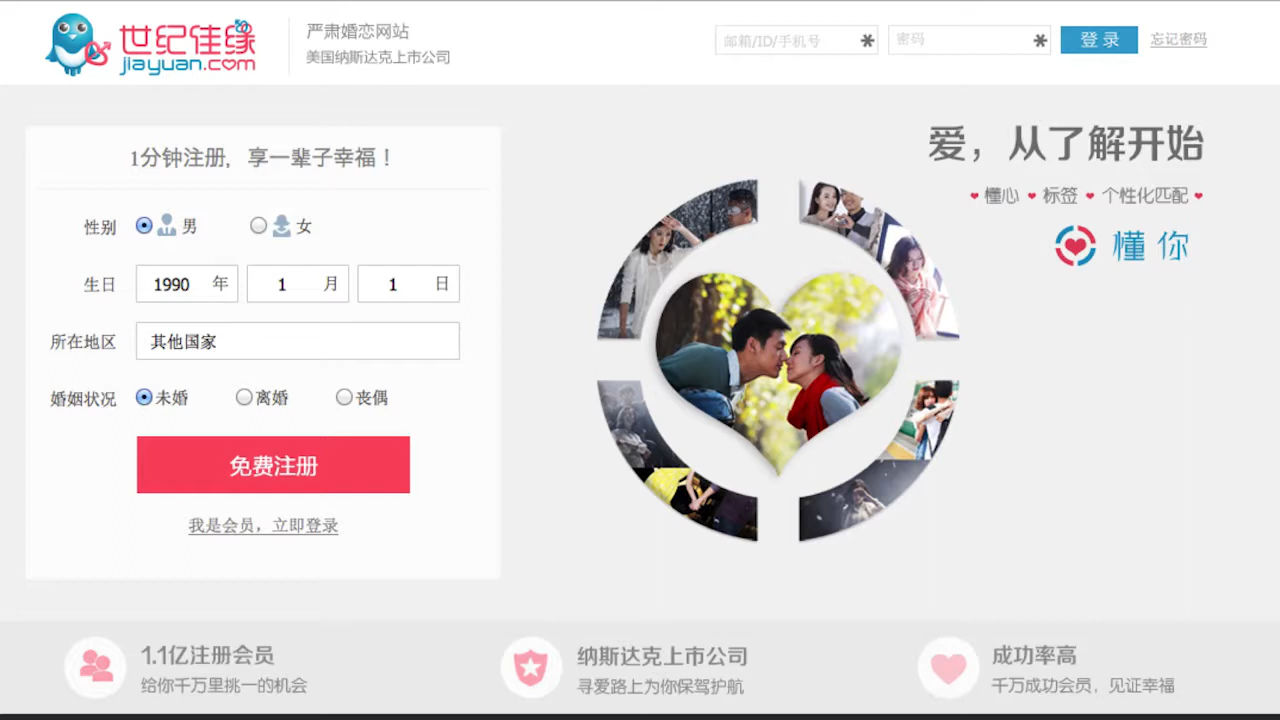 世纪佳缘
jiayuan.com
严肃婚恋网站
美国纳斯达克上市公司
邮箱/ID/手机号
密码
登录
忘记密码
1分钟注册，享一辈子幸福！
性别 男 女
生日 1990 年 1 月 1 日
所在地区 其他国家
婚姻状况 未婚 离婚 丧偶
免费注册
我是会员，立即登录
爱，从了解开始
懂心 标签 个性化匹配
懂你
1.1亿注册会员
给你千万里挑一的机会
纳斯达克上市公司
寻爱路上为你保驾护航
成功率高
千万成功会员，见证幸福